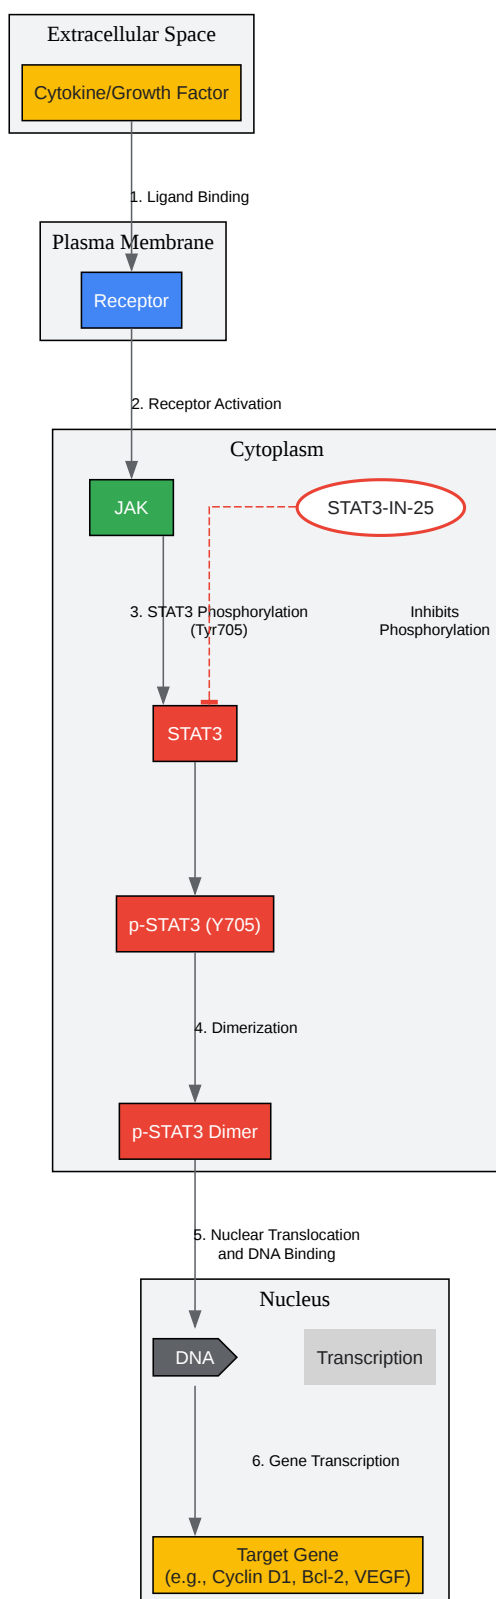 Extracellular Space
Cytokine/Growth Factor
1. Ligand Binding
Plasma Membrane
Receptor
2. Receptor Activation
Cytoplasm
JAK
STAT3-IN-25
3. STAT3 Phosphorylation
(Tyr705)
Inhibits
Phosphorylation
STAT3
p-STAT3 (Y705)
4. Dimerization
p-STAT3 Dimer
5. Nuclear Translocation
and DNA Binding
Nucleus
DNA
Transcription
6. Gene Transcription
Target Gene
(e.g., Cyclin D1, Bcl-2, VEGF)